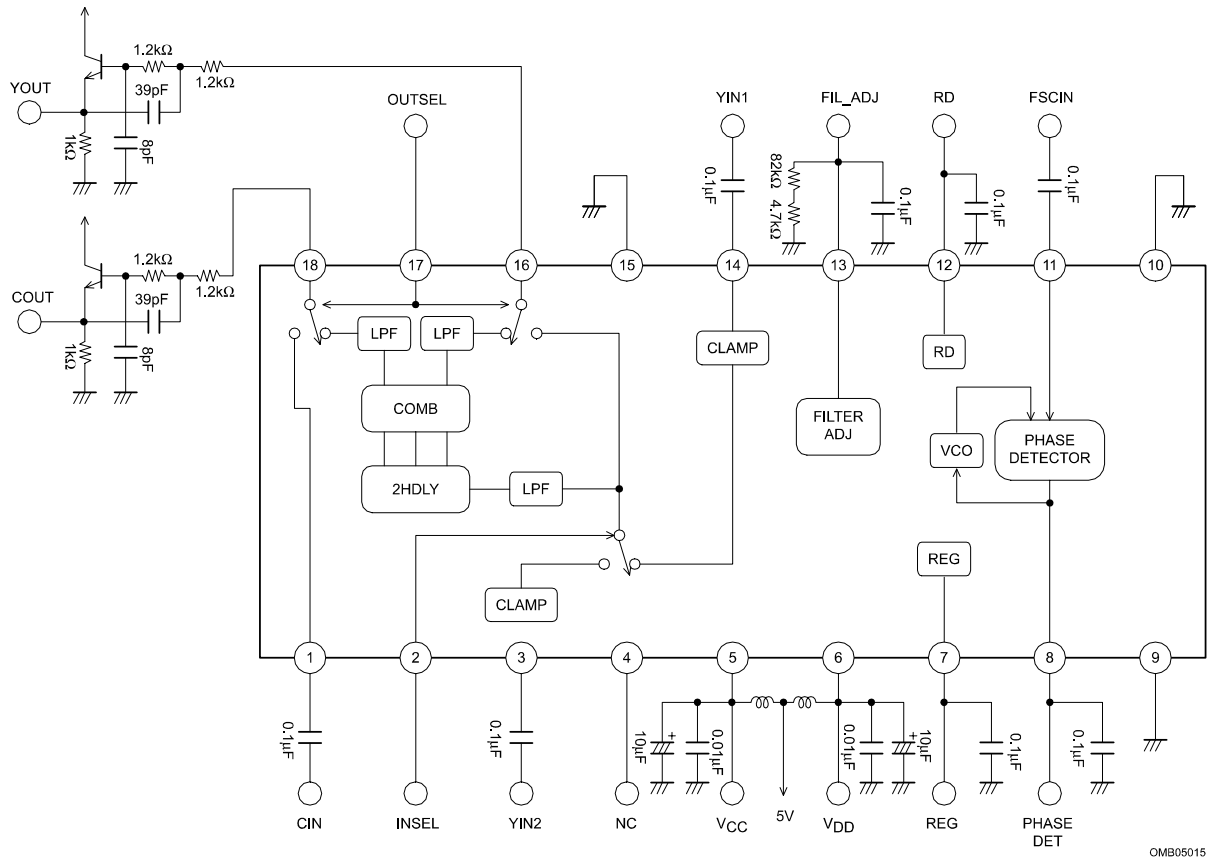 1.2kΩ
1.2kΩ
YOUT
39pF
1kΩ
8pF
OUTSEL
YIN1
FIL_ADJ
RD
FSCIN
0.1µF
82kΩ
4.7kΩ
0.1µF
0.1µF
0.1µF
1.2kΩ
1.2kΩ
COUT
39pF
1kΩ
8pF
18
17
16
15
14
13
12
11
10
LPF
LPF
CLAMP
RD
COMB
FILTER
ADJ
VCO
PHASE
DETECTOR
2HDLY
LPF
REG
CLAMP
1
2
3
4
5
6
7
8
9
0.1µF
0.1µF
10µF
+
0.01µF
0.01µF
10µF
+
0.1µF
0.1µF
CIN
INSEL
YIN2
NC
VCC
5V
VDD
REG
PHASE
DET
OMB05015